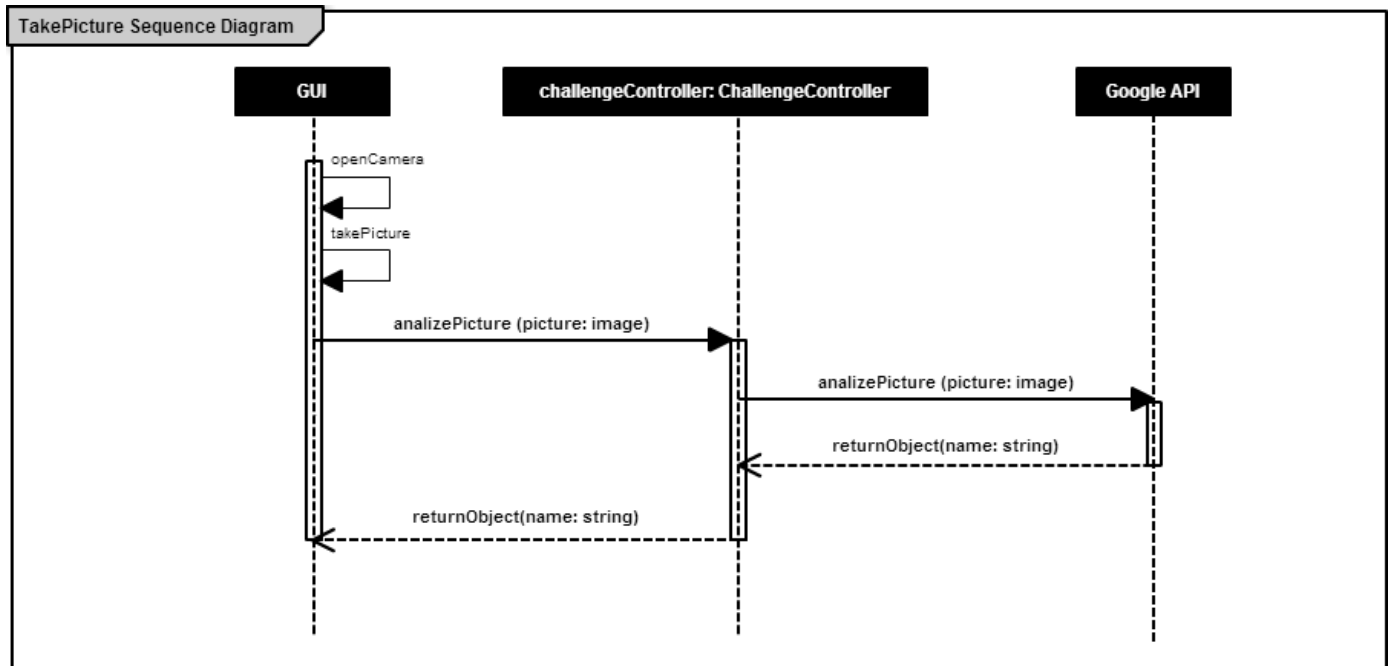 TakePicture Sequence Diagram
GUI
challengeController: ChallengeController
Google API
openCamera
takePicture
analizePicture (picture: image)
analizePicture (picture: image)
returnObject(name: string)
returnObject(name: string)